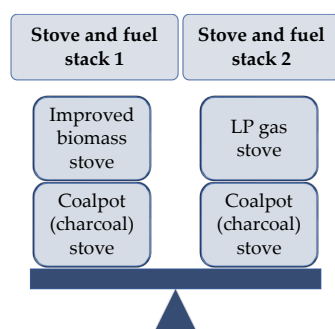 Stove and fuel
stack 1
Stove and fuel
stack 2
Improved
biomass
stove
LP gas
stove
Coalpot
(charcoal)
stove
Coalpot
(charcoal)
stove